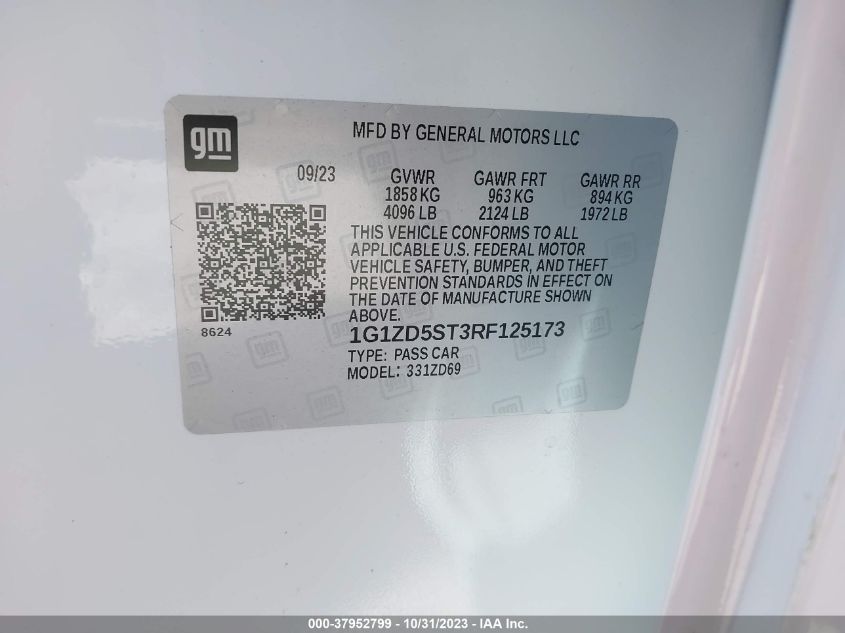 gm
MFD BY GENERAL MOTORS LLC
09/23 GVWR GAWR FRT GAWR RR
1858 KG 963 KG 894 KG
4096 LB 2124 LB 1972 LB
THIS VEHICLE CONFORMS TO ALL
APPLICABLE U.S. FEDERAL MOTOR
VEHICLE SAFETY, BUMPER, AND THEFT
PREVENTION STANDARDS IN EFFECT ON
THE DATE OF MANUFACTURE SHOWN
ABOVE.
8624
1G1ZD5ST3RF125173
TYPE: PASS CAR
MODEL: 331ZD69
000-37952799 - 10/31/2023 - IAA Inc.